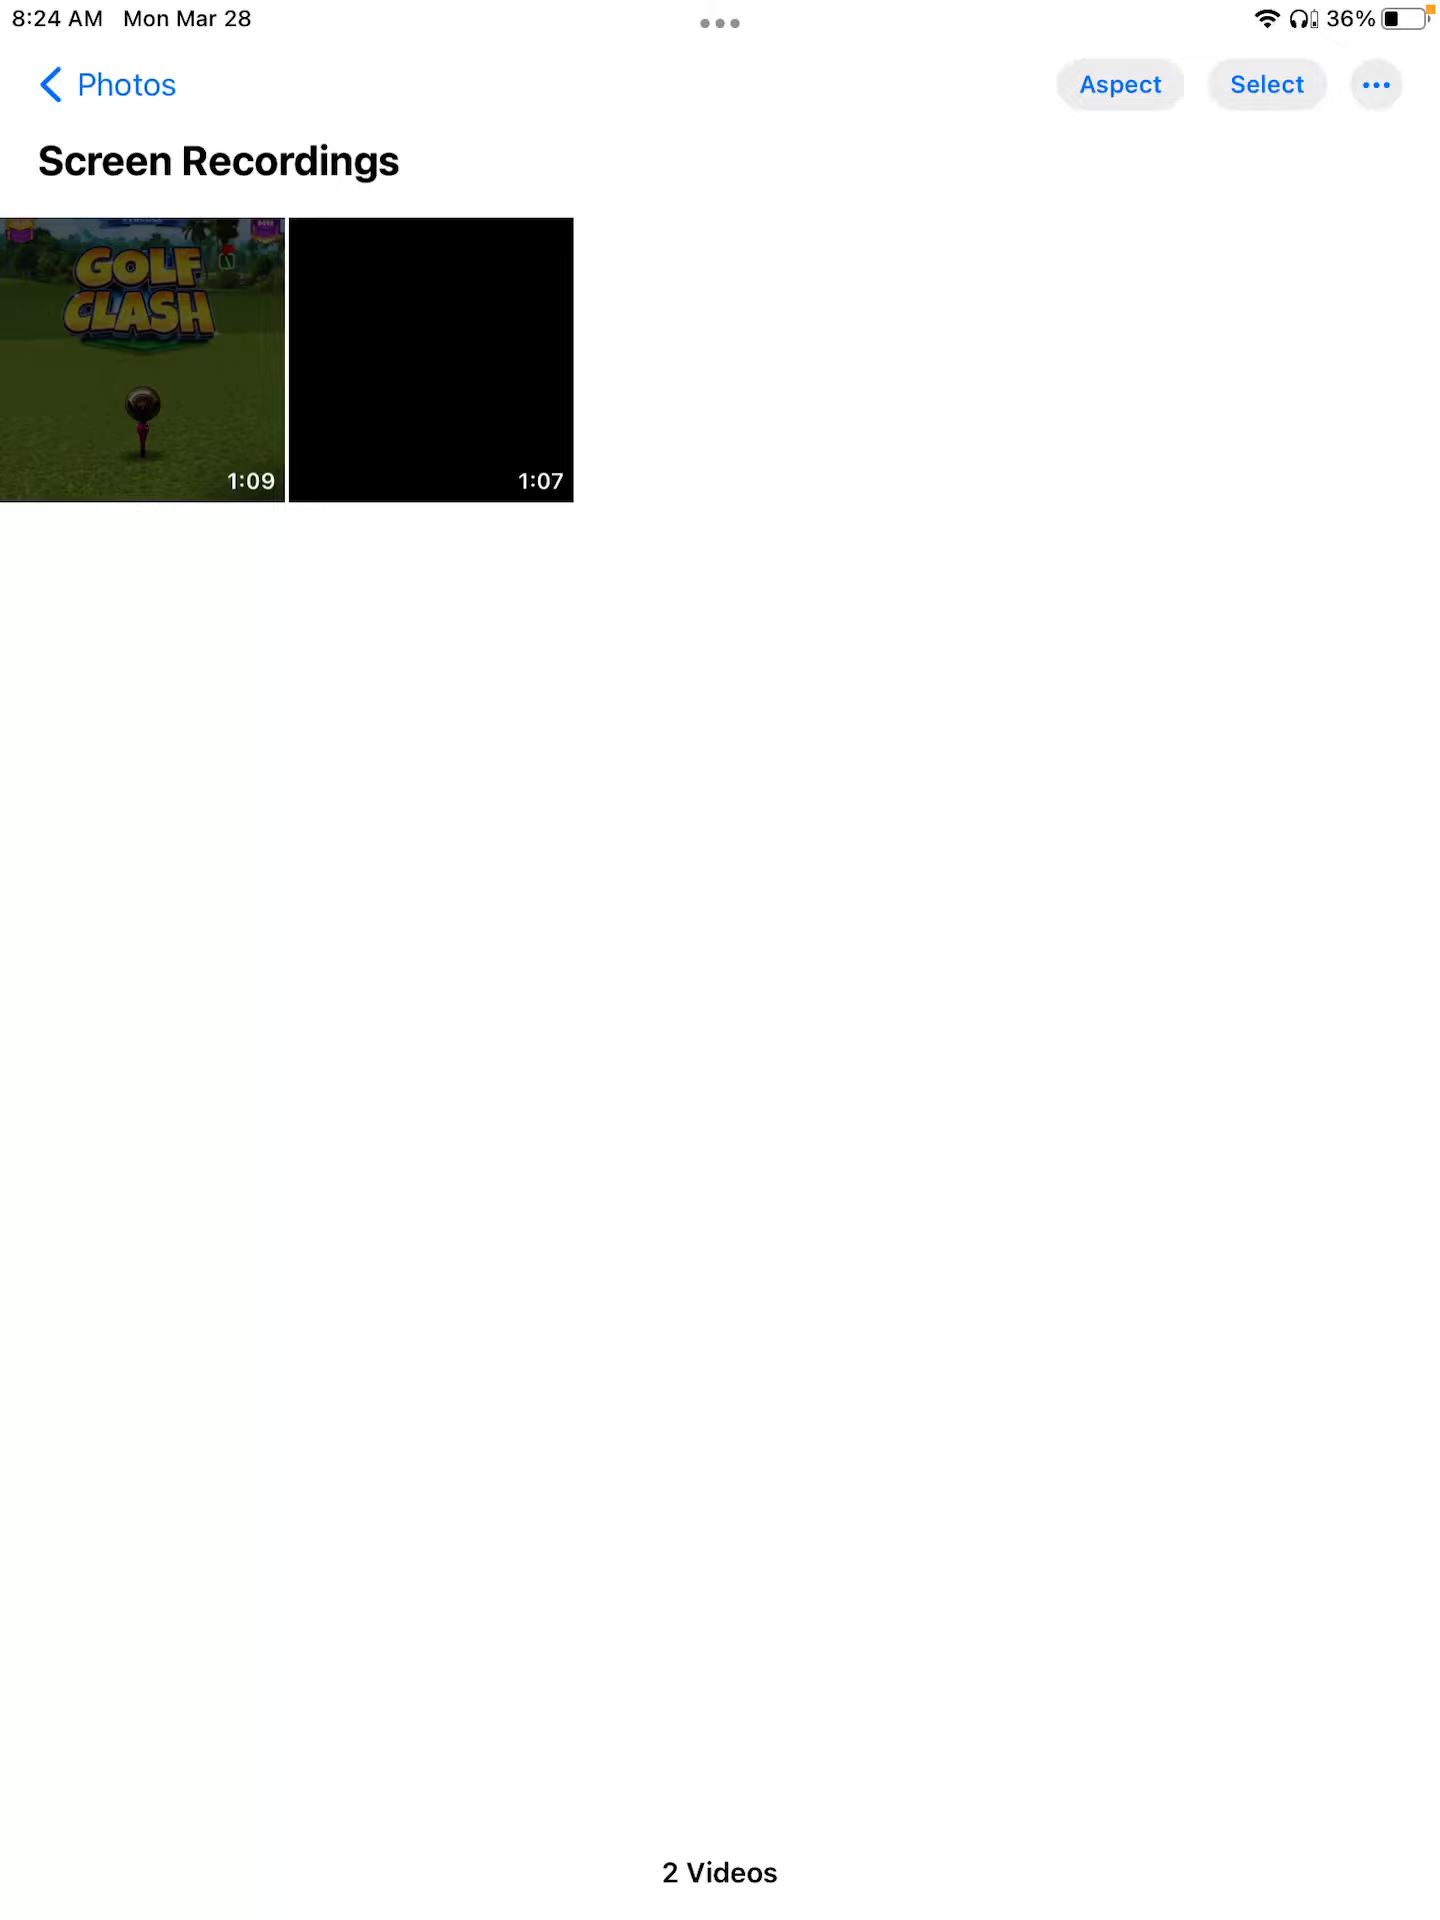 8:24 AM Mon Mar 28
36%
Photos
Aspect
Select
Screen Recordings
GOLF
CLASH
1:09
1:07
2 Videos